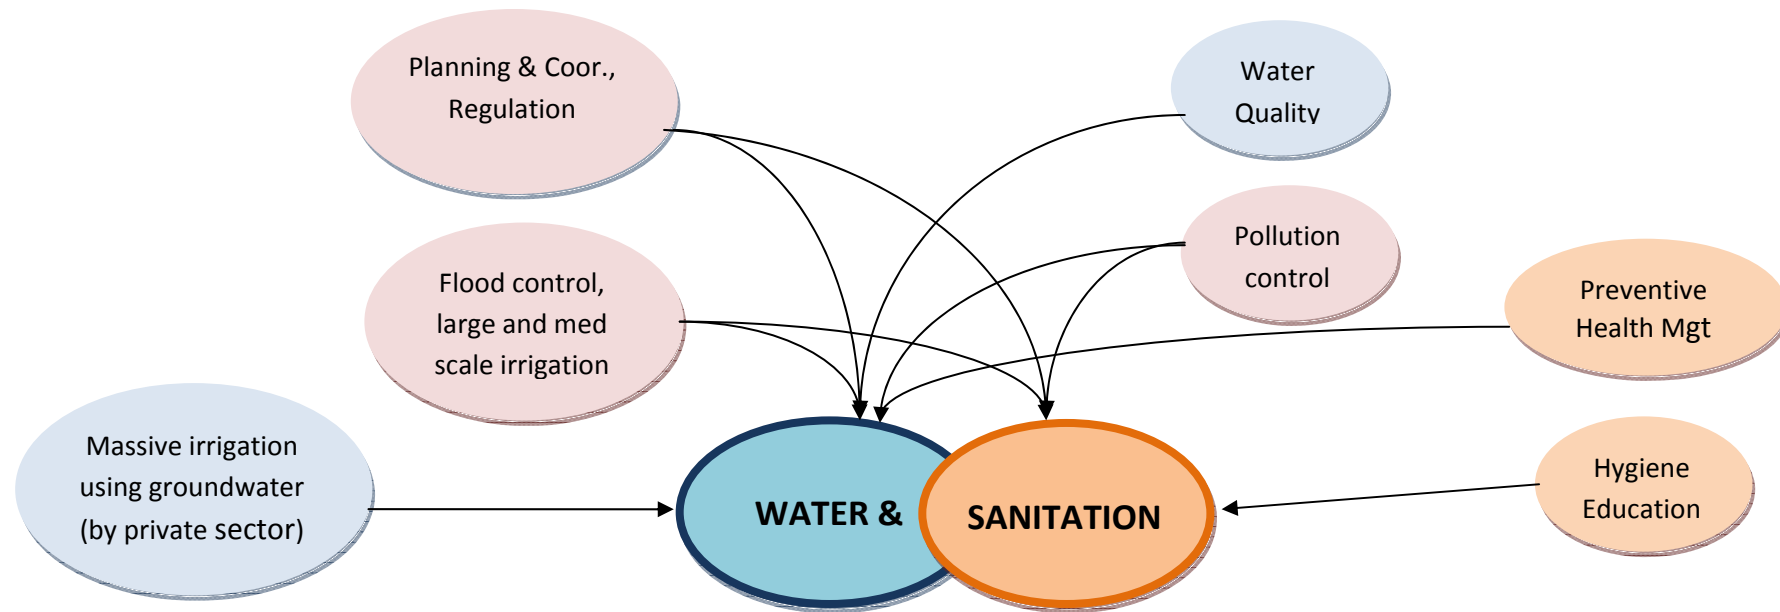 Planning & Coor.,
Regulation
Water
Quality
Flood control,
large and med
scale irrigation
Pollution
control
Preventive
Health Mgt
Massive irrigation
using groundwater
(by private sector)
WATER &
SANITATION
Hygiene
Education